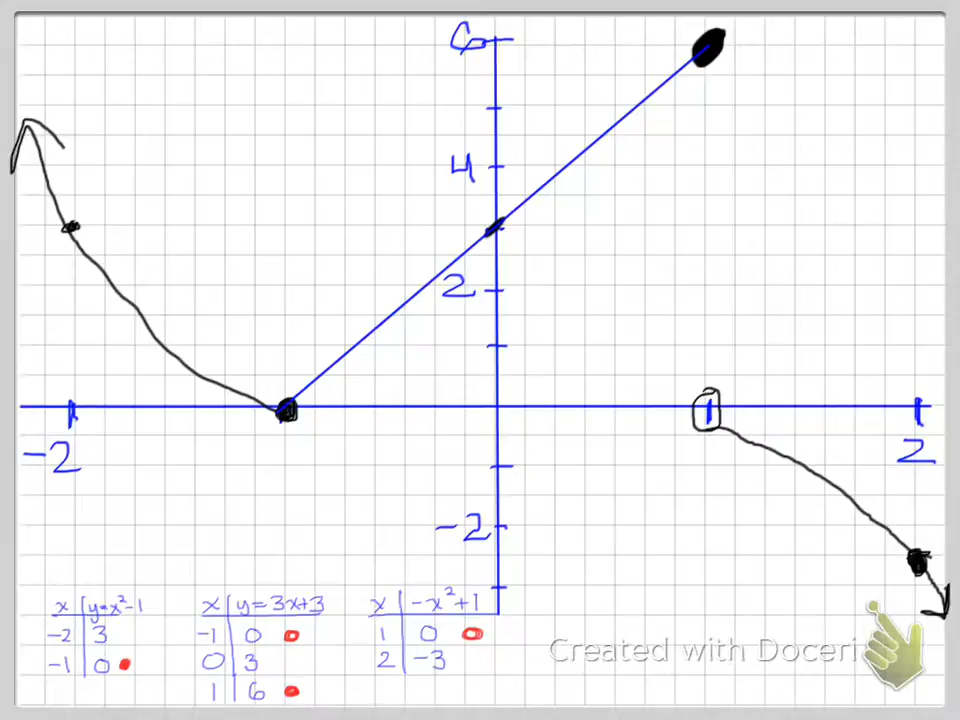 6
4
2
-2
1
2
-2
x | y=x²-1
-2 | 3
-1 | 0
x | y=3x+3
-1 | 0
0 | 3
1 | 6
x | -x²+1
1 | 0
2 | -3
Created with Doceri